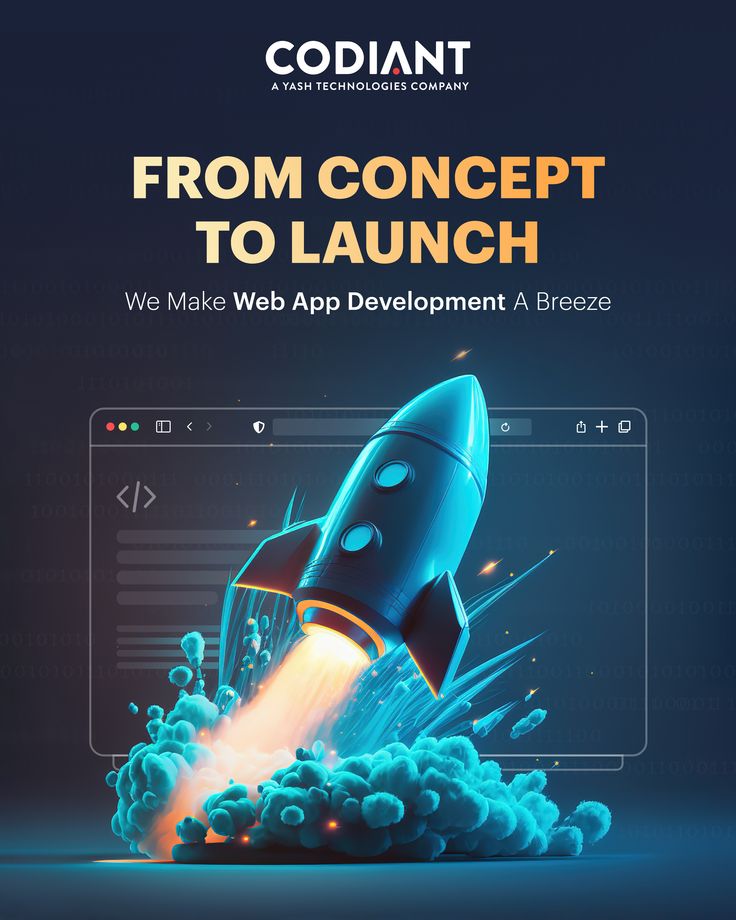 CODIANT
A YASH TECHNOLOGIES COMPANY
FROM CONCEPT
TO LAUNCH
We Make Web App Development A Breeze
</>